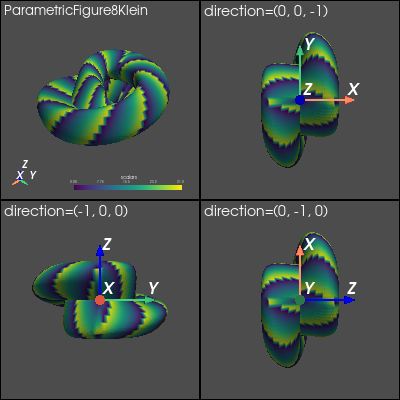 ParametricFigure8Klein
direction=(0, 0, -1)
Y
Z
X
Z
X
Y
scalars
direction=(-1, 0, 0)
direction=(0, -1, 0)
Z
X
Y
X
Y
Z